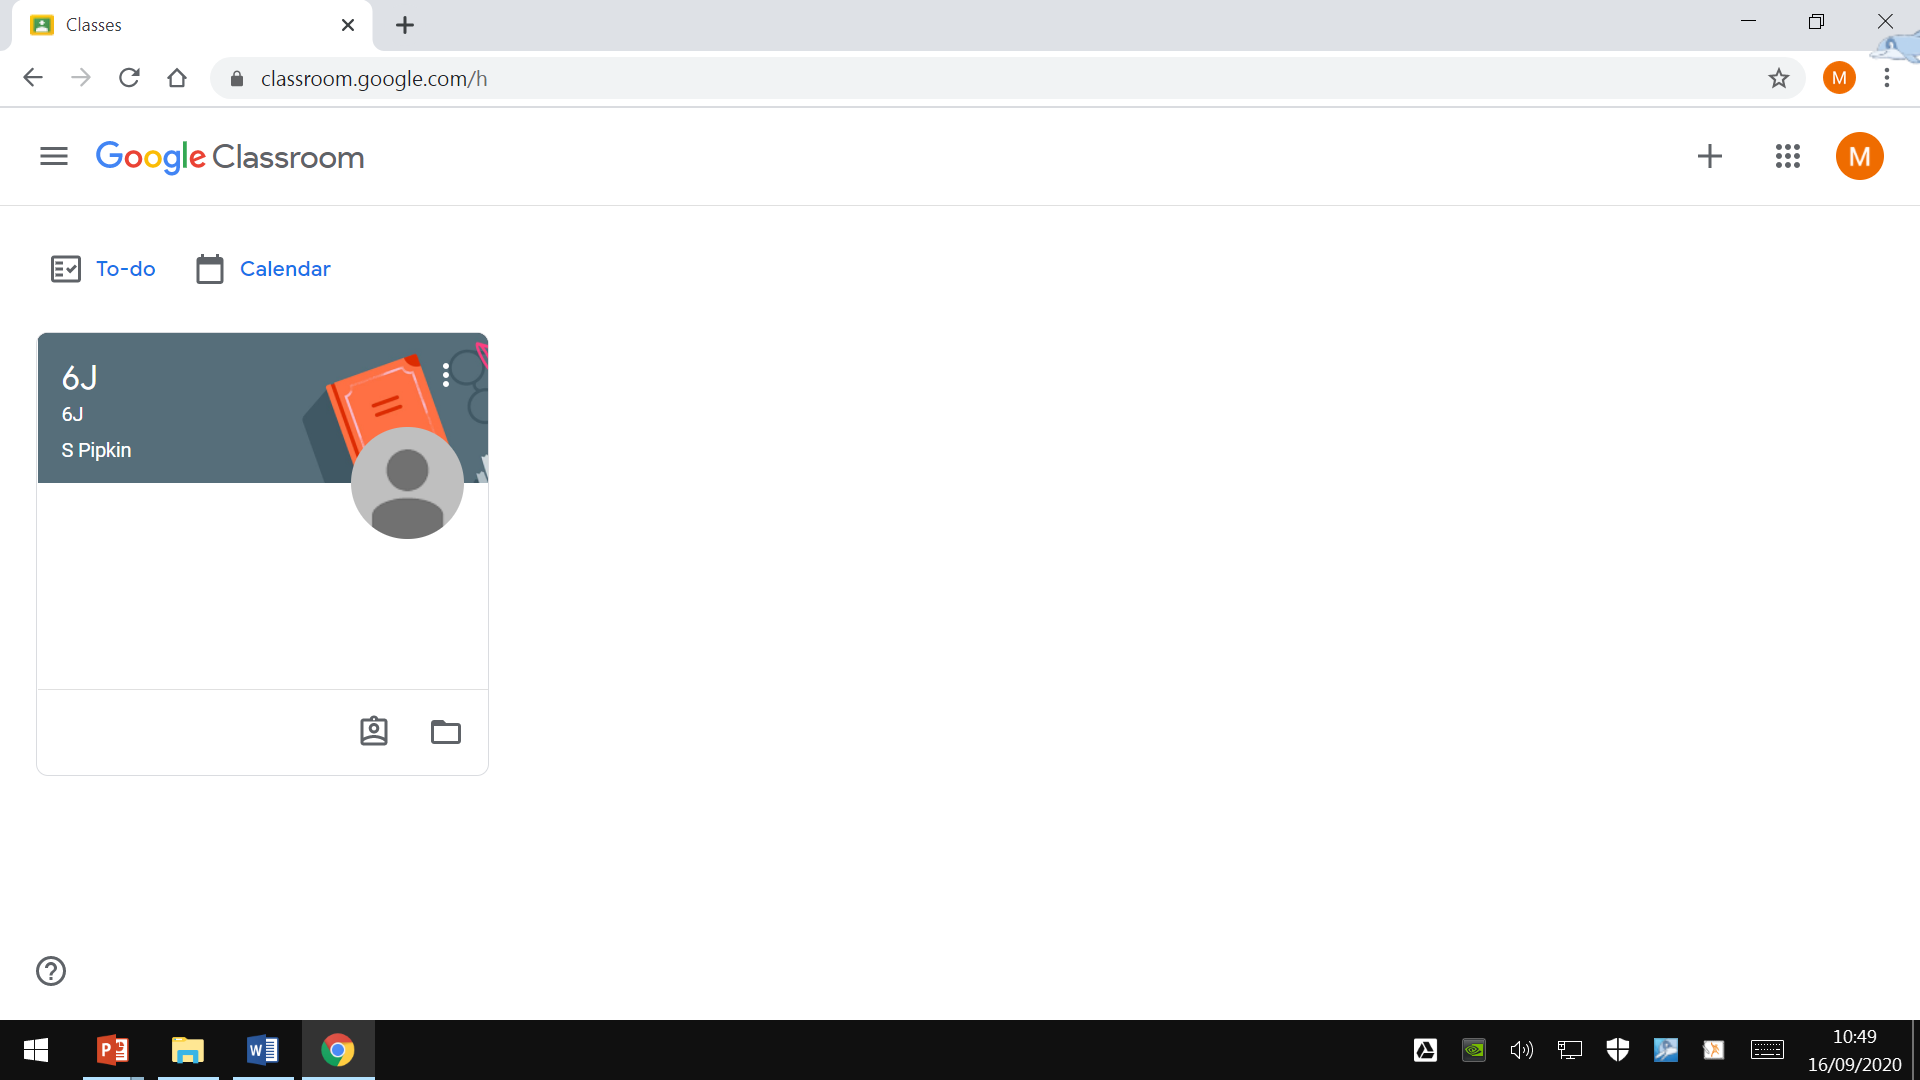 Classes
classroom.google.com/h
M
Google Classroom
M
To-do
Calendar
6J
6J
S Pipkin
10:49
16/09/2020